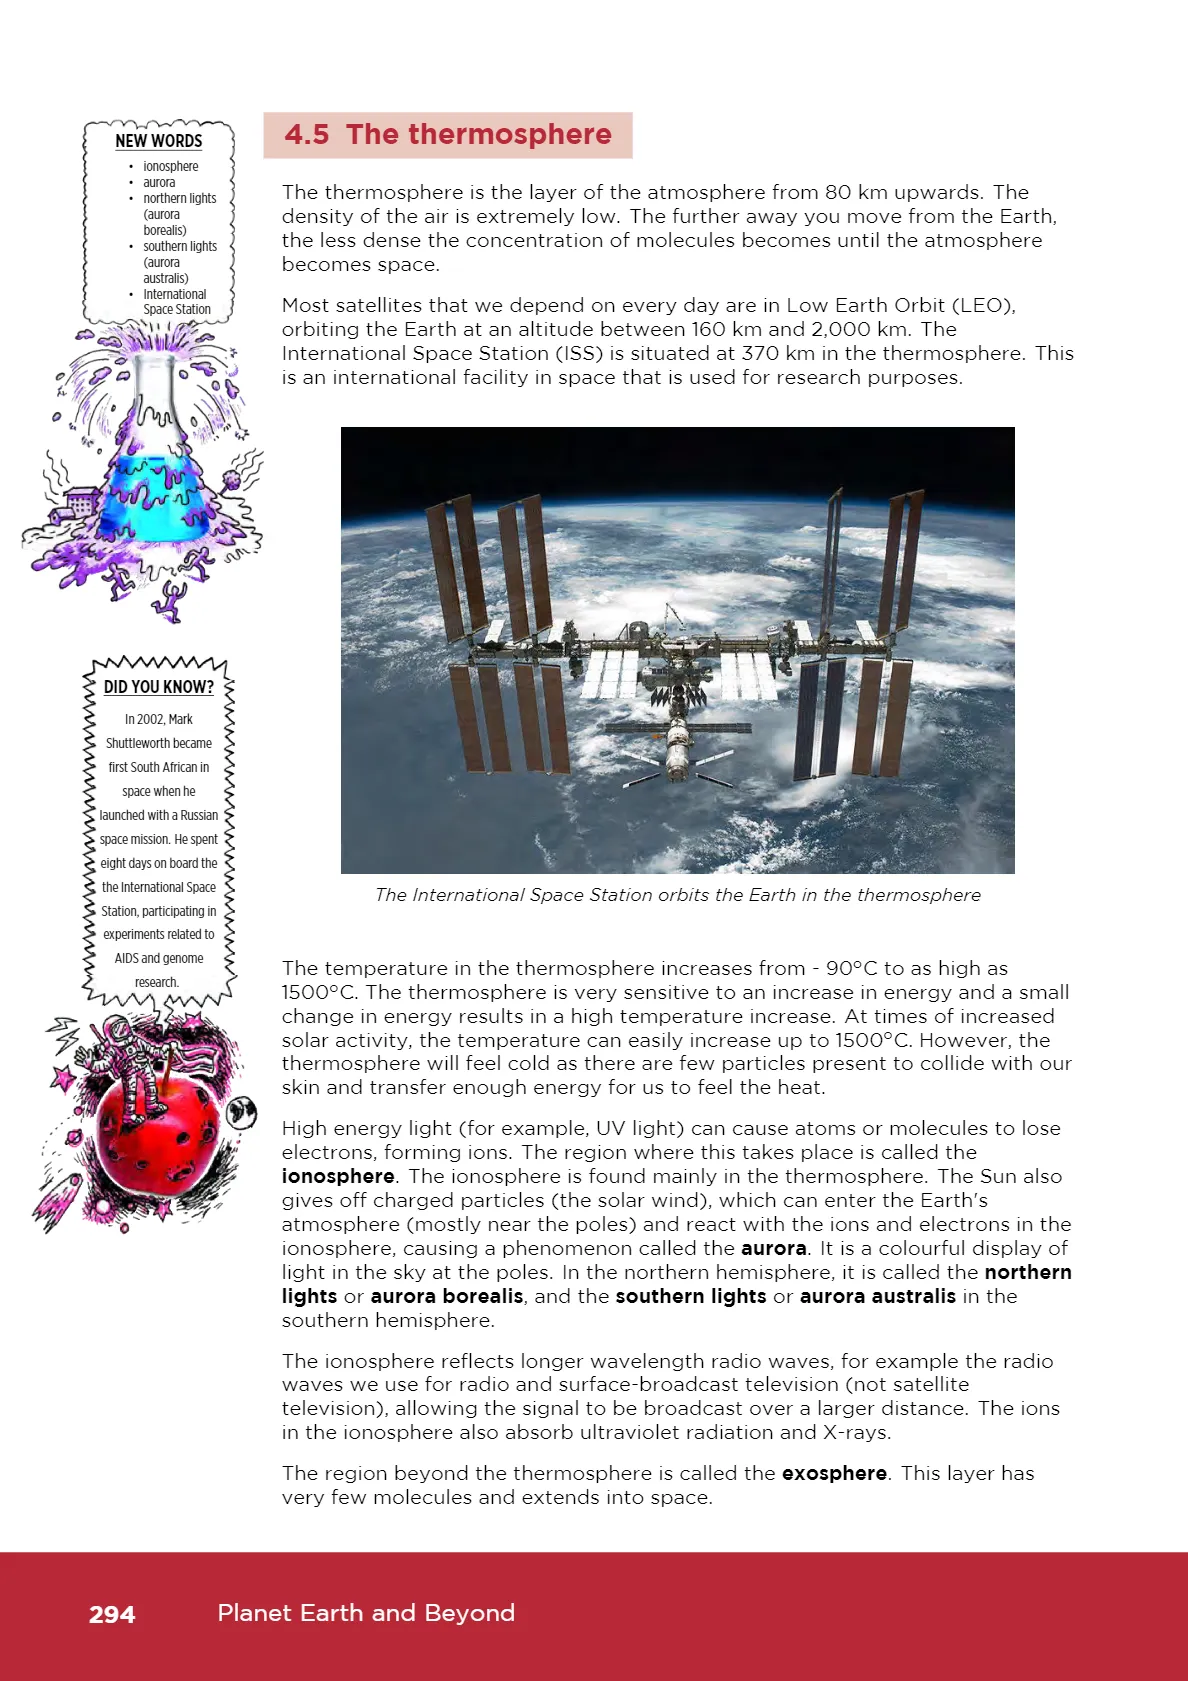 NEW WORDS
• ionosphere
• aurora
• northern lights
(aurora
borealis)
• southern lights
(aurora
australis)
• International
Space Station
DID YOU KNOW?
In 2002, Mark
Shuttleworth became
first South African in
space when he
launched with a Russian
space mission. He spent
eight days on board the
the International Space
Station, participating in
experiments related to
AIDS and genome
research.
4.5 The thermosphere
The thermosphere is the layer of the atmosphere from 80 km upwards. The
density of the air is extremely low. The further away you move from the Earth,
the less dense the concentration of molecules becomes until the atmosphere
becomes space.
Most satellites that we depend on every day are in Low Earth Orbit (LEO),
orbiting the Earth at an altitude between 160 km and 2,000 km. The
International Space Station (ISS) is situated at 370 km in the thermosphere. This
is an international facility in space that is used for research purposes.
The International Space Station orbits the Earth in the thermosphere
The temperature in the thermosphere increases from - 90°C to as high as
1500°C. The thermosphere is very sensitive to an increase in energy and a small
change in energy results in a high temperature increase. At times of increased
solar activity, the temperature can easily increase up to 1500°C. However, the
thermosphere will feel cold as there are few particles present to collide with our
skin and transfer enough energy for us to feel the heat.
High energy light (for example, UV light) can cause atoms or molecules to lose
electrons, forming ions. The region where this takes place is called the
ionosphere. The ionosphere is found mainly in the thermosphere. The Sun also
gives off charged particles (the solar wind), which can enter the Earth's
atmosphere (mostly near the poles) and react with the ions and electrons in the
ionosphere, causing a phenomenon called the aurora. It is a colourful display of
light in the sky at the poles. In the northern hemisphere, it is called the northern
lights or aurora borealis, and the southern lights or aurora australis in the
southern hemisphere.
The ionosphere reflects longer wavelength radio waves, for example the radio
waves we use for radio and surface-broadcast television (not satellite
television), allowing the signal to be broadcast over a larger distance. The ions
in the ionosphere also absorb ultraviolet radiation and X-rays.
The region beyond the thermosphere is called the exosphere. This layer has
very few molecules and extends into space.
294 Planet Earth and Beyond